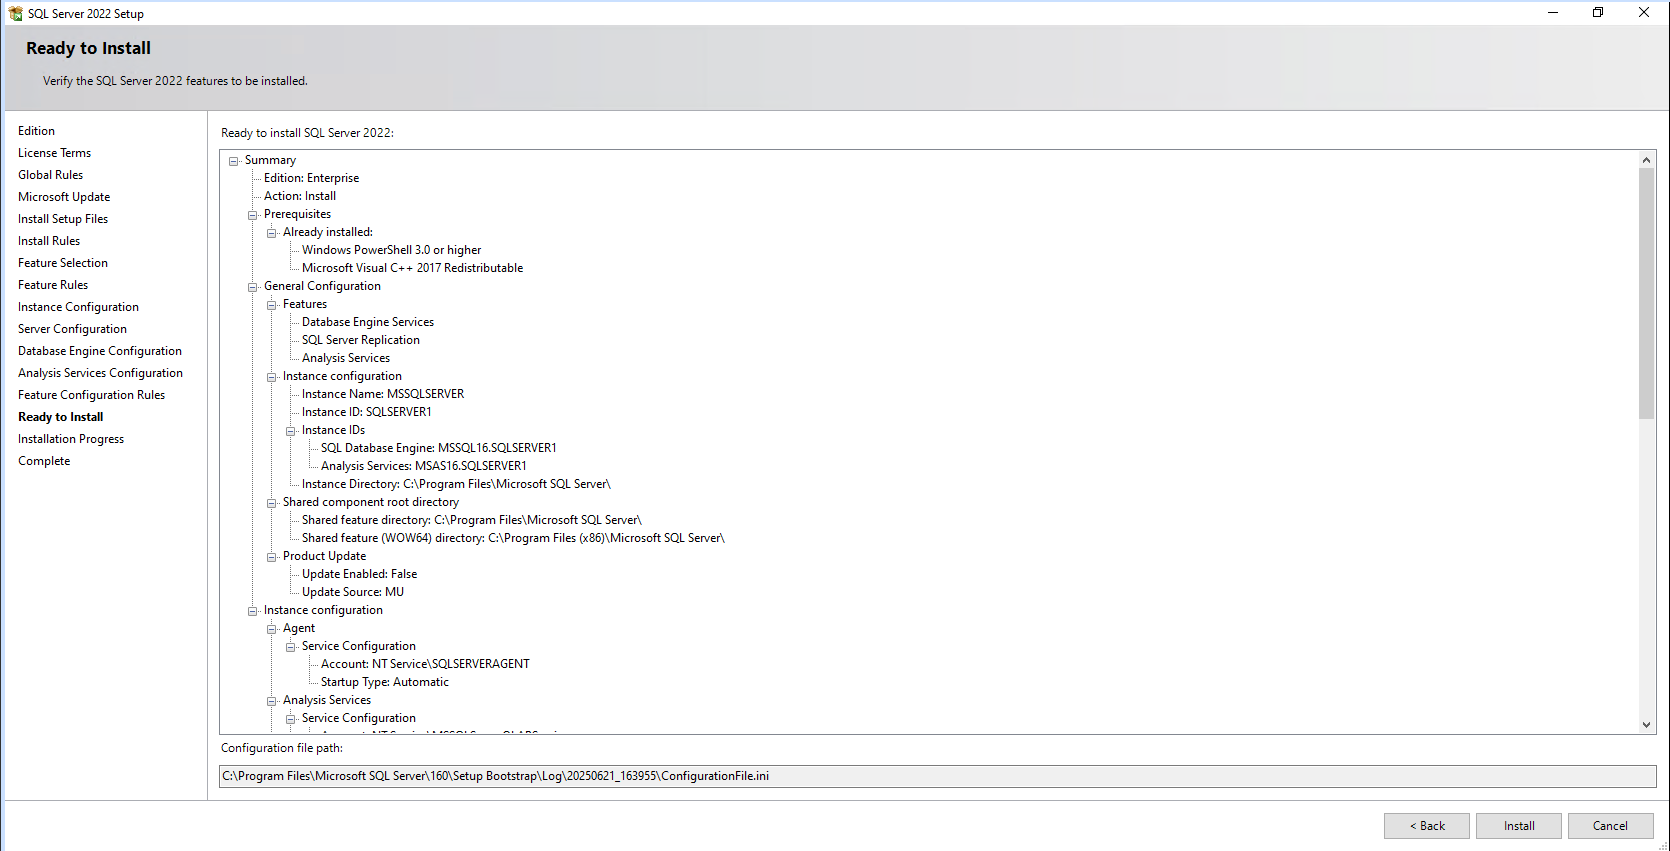 SQL Server 2022 Setup
Ready to Install
Verify the SQL Server 2022 features to be installed.
Edition
License Terms
Global Rules
Microsoft Update
Install Setup Files
Install Rules
Feature Selection
Feature Rules
Instance Configuration
Server Configuration
Database Engine Configuration
Analysis Services Configuration
Feature Configuration Rules
Ready to Install
Installation Progress
Complete
Ready to install SQL Server 2022:
Summary
Edition: Enterprise
Action: Install
Prerequisites
Already installed:
Windows PowerShell 3.0 or higher
Microsoft Visual C++ 2017 Redistributable
General Configuration
Features
Database Engine Services
SQL Server Replication
Analysis Services
Instance configuration
Instance Name: MSSQLSERVER
Instance ID: SQLSERVER1
Instance IDs
SQL Database Engine: MSSQL16.SQLSERVER1
Analysis Services: MSAS16.SQLSERVER1
Instance Directory: C:\Program Files\Microsoft SQL Server\
Shared component root directory
Shared feature directory: C:\Program Files\Microsoft SQL Server\
Shared feature (WOW64) directory: C:\Program Files (x86)\Microsoft SQL Server\
Product Update
Update Enabled: False
Update Source: MU
Instance configuration
Agent
Service Configuration
Account: NT Service\SQLSERVERAGENT
Startup Type: Automatic
Analysis Services
Service Configuration
Configuration file path:
C:\Program Files\Microsoft SQL Server\160\Setup Bootstrap\Log\20250621_163955\ConfigurationFile.ini
< Back
Install
Cancel